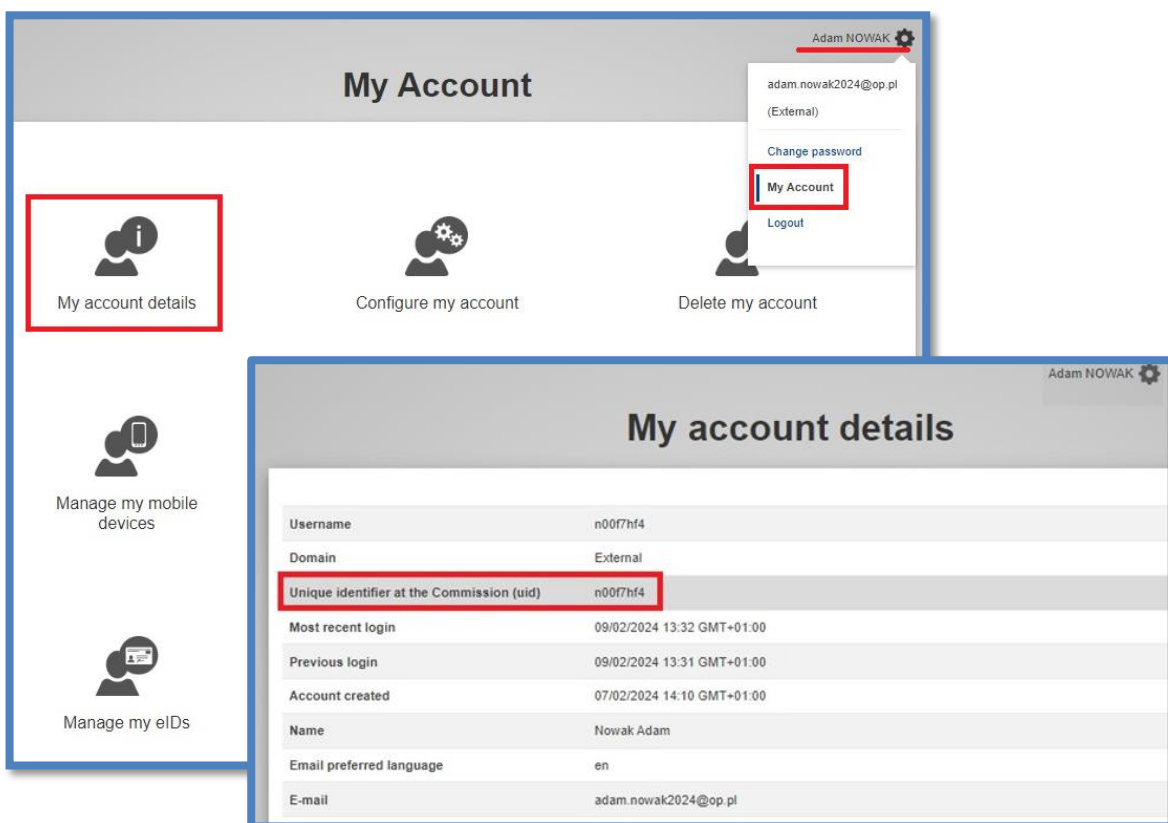 Adam NOWAK
My Account
adam.nowak2024@op.pl
(External)
Change password
My Account
Logout
My account details
Configure my account
Delete my account
Manage my mobile
devices
Manage my eIDs
Adam NOWAK
My account details
Username n00f7hf4
Domain External
Unique identifier at the Commission (uid) n00f7hf4
Most recent login 09/02/2024 13:32 GMT+01:00
Previous login 09/02/2024 13:31 GMT+01:00
Account created 07/02/2024 14:10 GMT+01:00
Name Nowak Adam
Email preferred language en
E-mail adam.nowak2024@op.pl